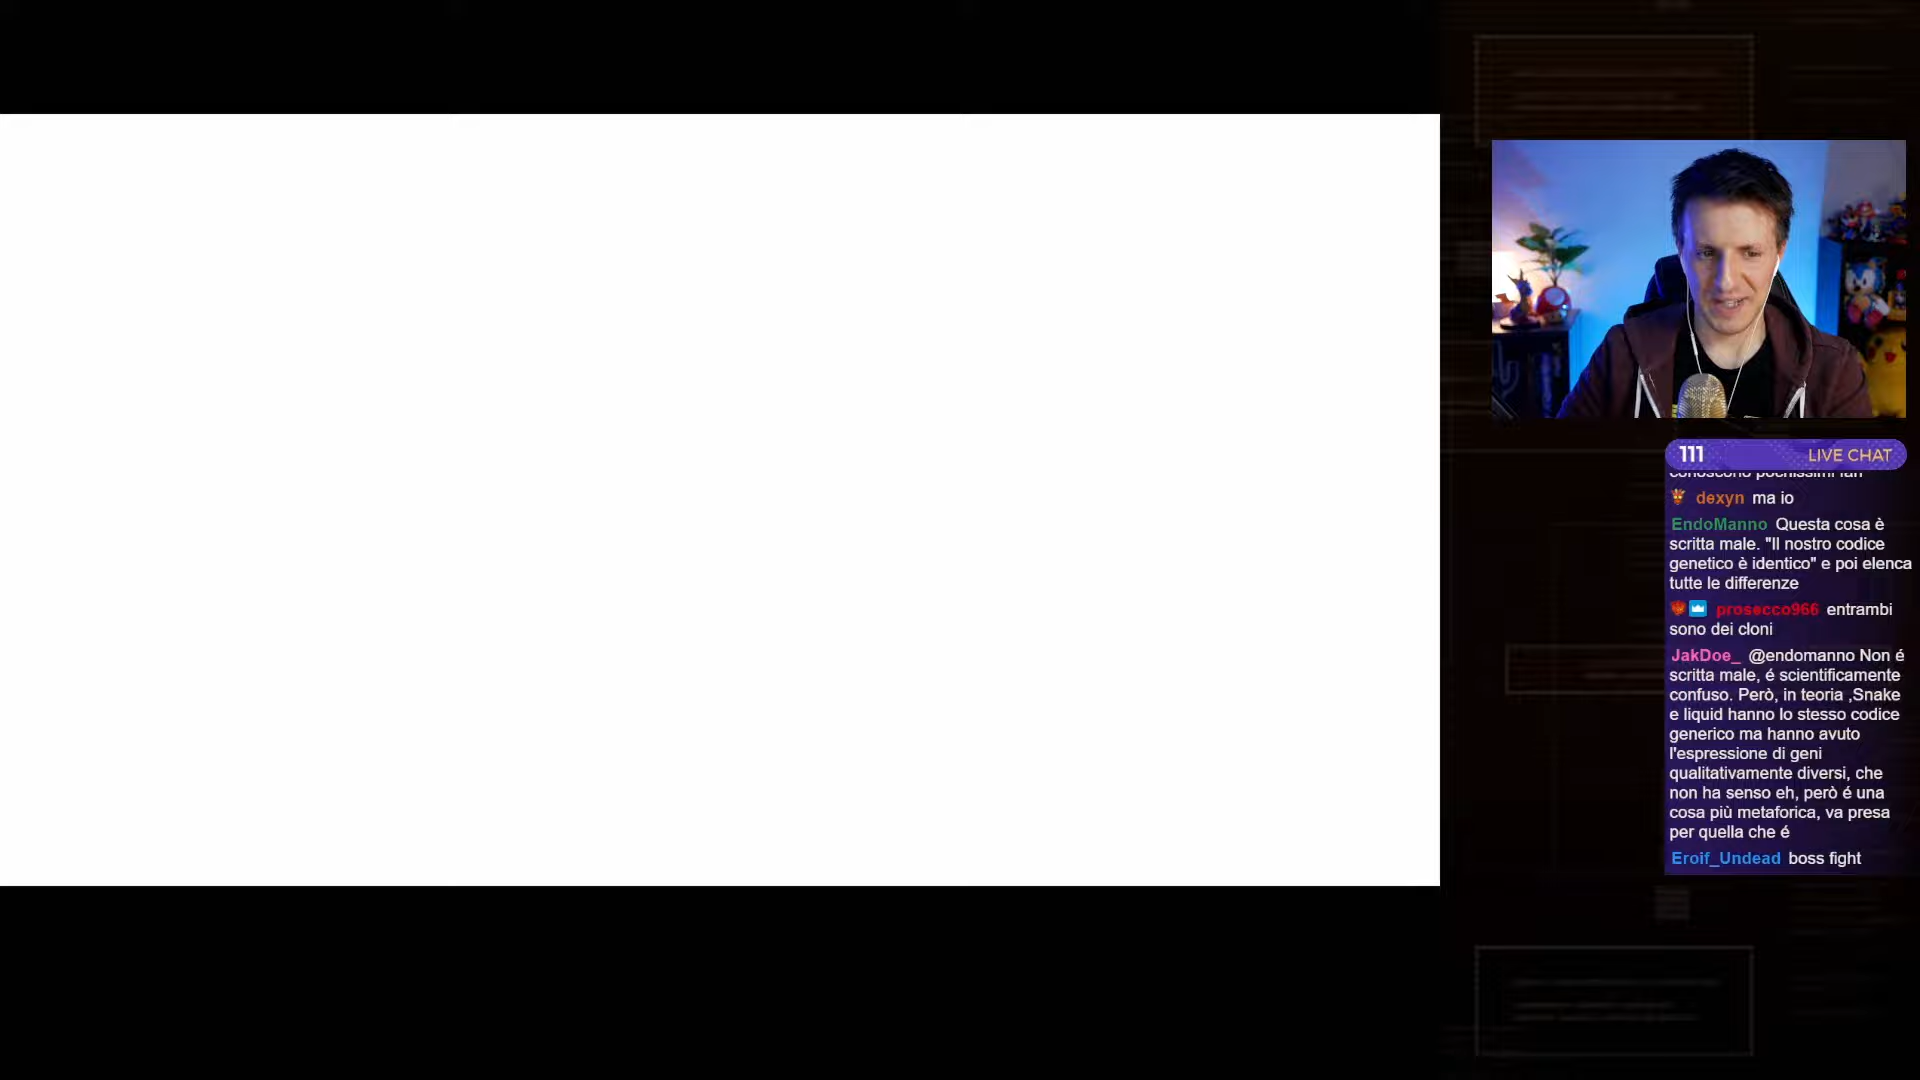 111 LIVE CHAT
conoscono pochissimi fan
dexyn ma io
EndoManno Questa cosa è
scritta male. "Il nostro codice
genetico è identico" e poi elenca
tutte le differenze
prosecco966 entrambi
sono dei cloni
JakDoe_ @endomanno Non é
scritta male, é scientificamente
confuso. Però, in teoria ,Snake
e liquid hanno lo stesso codice
generico ma hanno avuto
l'espressione di geni
qualitativamente diversi, che
non ha senso eh, però é una
cosa più metaforica, va presa
per quella che é
Eroif_Undead boss fight